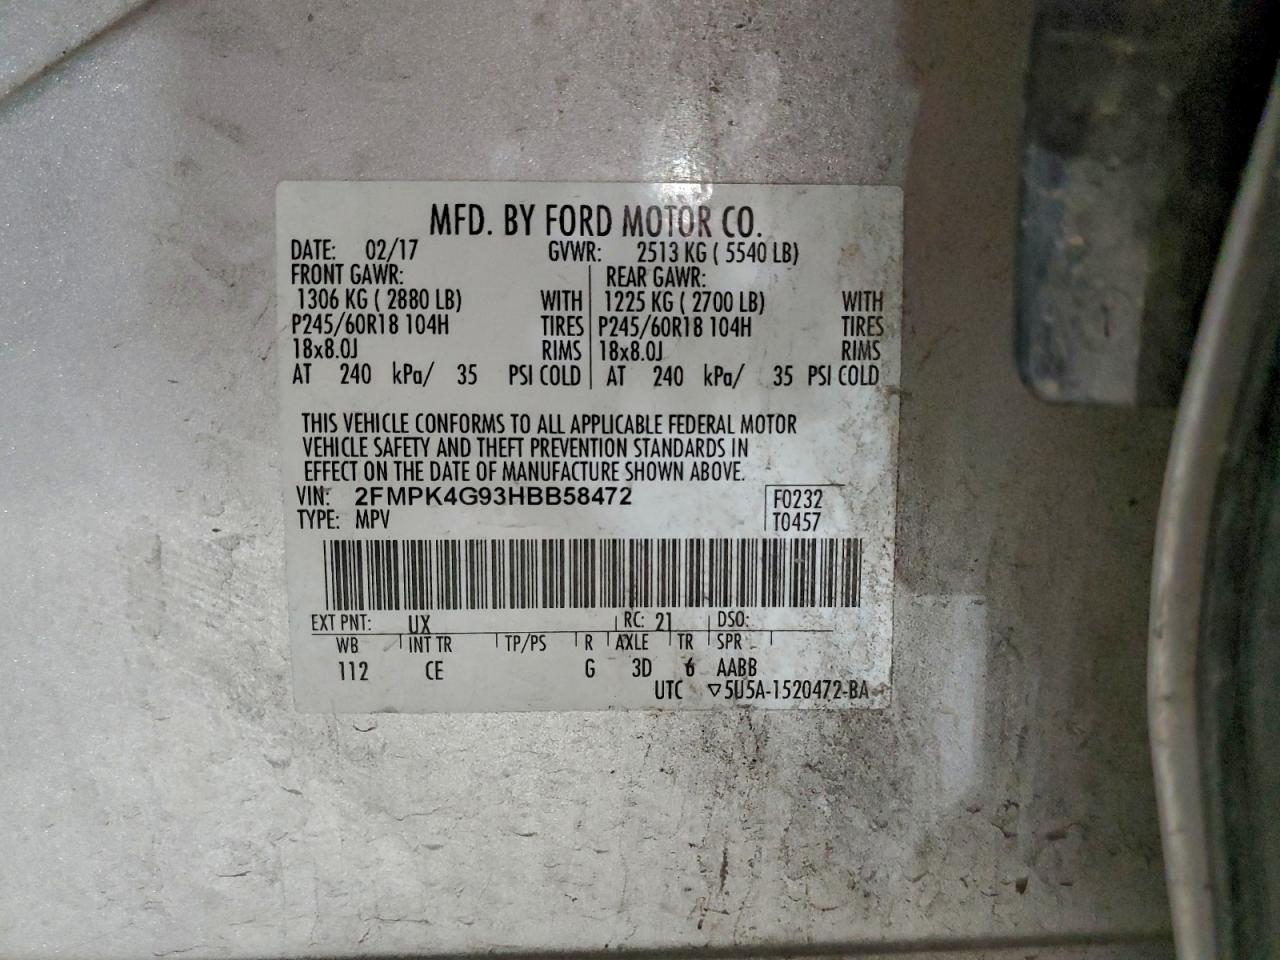 MFD. BY FORD MOTOR CO.
DATE: 02/17 GVWR: 2513 KG ( 5540 LB)
FRONT GAWR: REAR GAWR:
1306 KG ( 2880 LB) WITH 1225 KG ( 2700 LB) WITH
P245/60R18 104H TIRES P245/60R18 104H TIRES
18x8.0J RIMS 18x8.0J RIMS
AT 240 kPa/ 35 PSI COLD AT 240 kPa/ 35 PSI COLD
THIS VEHICLE CONFORMS TO ALL APPLICABLE FEDERAL MOTOR
VEHICLE SAFETY AND THEFT PREVENTION STANDARDS IN
EFFECT ON THE DATE OF MANUFACTURE SHOWN ABOVE.
VIN: 2FMPK4G93HBB58472 F0232
TYPE: MPV T0457
EXT PNT: UX RC: 21 DSO:
WB INT TR TP/PS R AXLE TR SPR
112 CE G 3D 6 AABB
UTC ▽5U5A-1520472-BA